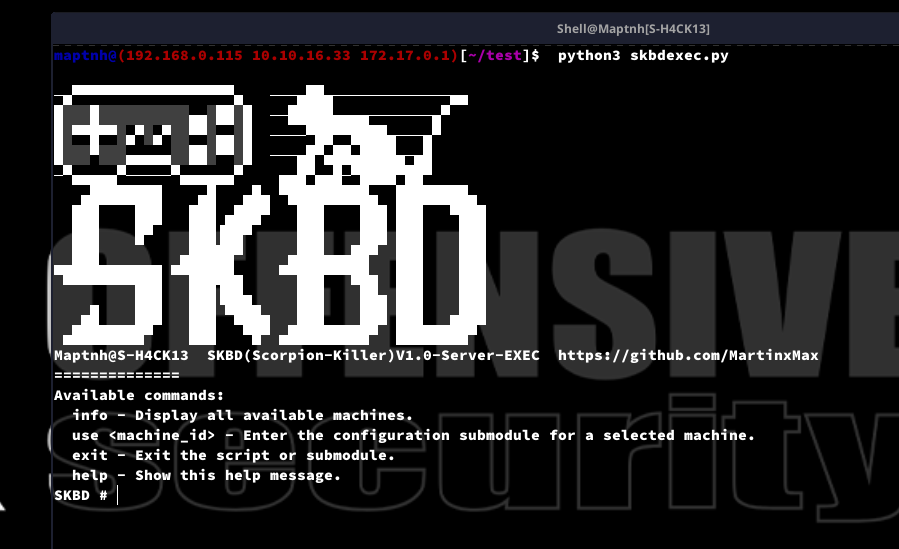 Shell@Maptnh[S-H4CK13]
maptnh@(192.168.0.115 10.10.16.33 172.17.0.1)[~/test]$ python3 skbdexec.py
SKBD
OFFENSIVE
security
Maptnh@S-H4CK13 SKBD(Scorpion-Killer)V1.0-Server-EXEC https://github.com/MartinxMax
==============
Available commands:
info - Display all available machines.
use <machine_id> - Enter the configuration submodule for a selected machine.
exit - Exit the script or submodule.
help - Show this help message.
SKBD #